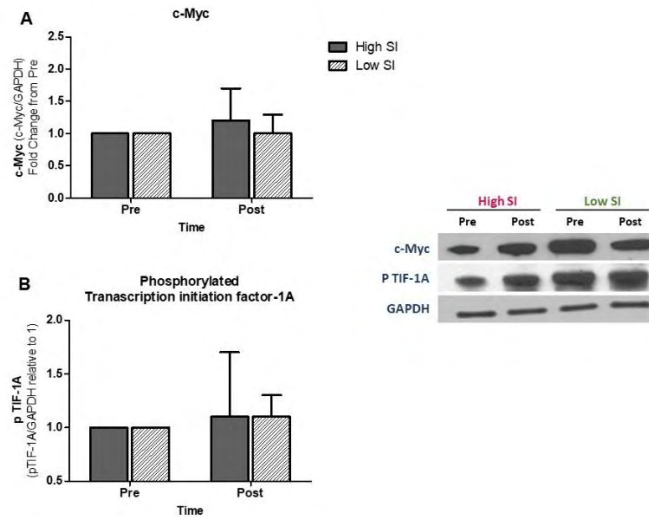 A
c-Myc
c-Myc (c-Myc/GAPDH)
Fold Change from Pre
2.5
2.0
1.5
1.0
0.5
0.0
Pre
Post
Time
High SI
Low SI
B
Phosphorylated
Transcription initiation factor-1A
p TIF-1A
(pTIF-1A/GAPDH relative to 1)
2.0
1.5
1.0
0.5
Pre
Post
Time
High SI
Low SI
Pre
Post
Pre
Post
c-Myc
P TIF-1A
GAPDH